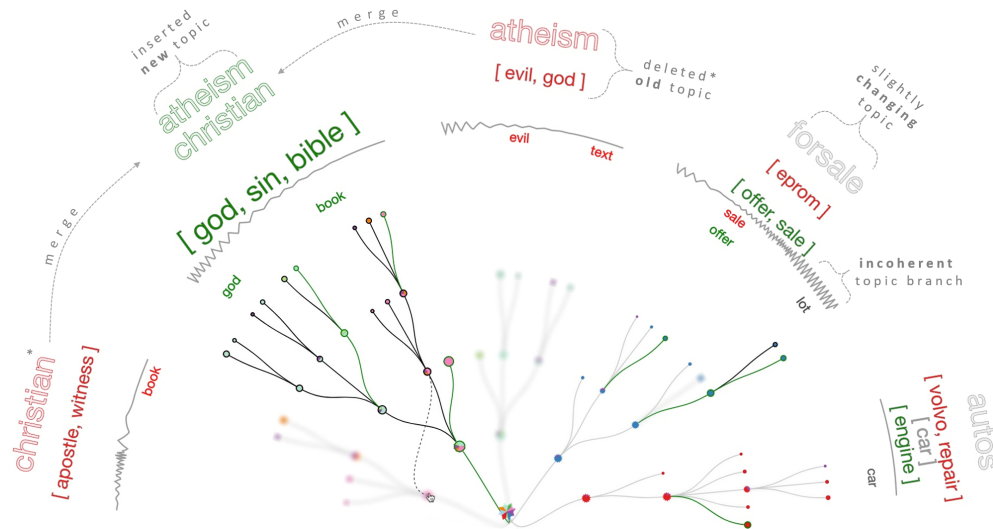 inserted
new topic
atheism
christian
[ god, sin, bible ]
book
god
merge
atheism
[ evil, god ]
deleted*
old topic
evil
text
slightly
changing
topic
forsale
[ eprom ]
[ offer, sale ]
sale
offer
lot
incoherent
topic branch
merge
christian*
[ apostle, witness ]
book
autos
[ volvo, repair ]
[ car ]
[ engine ]
car